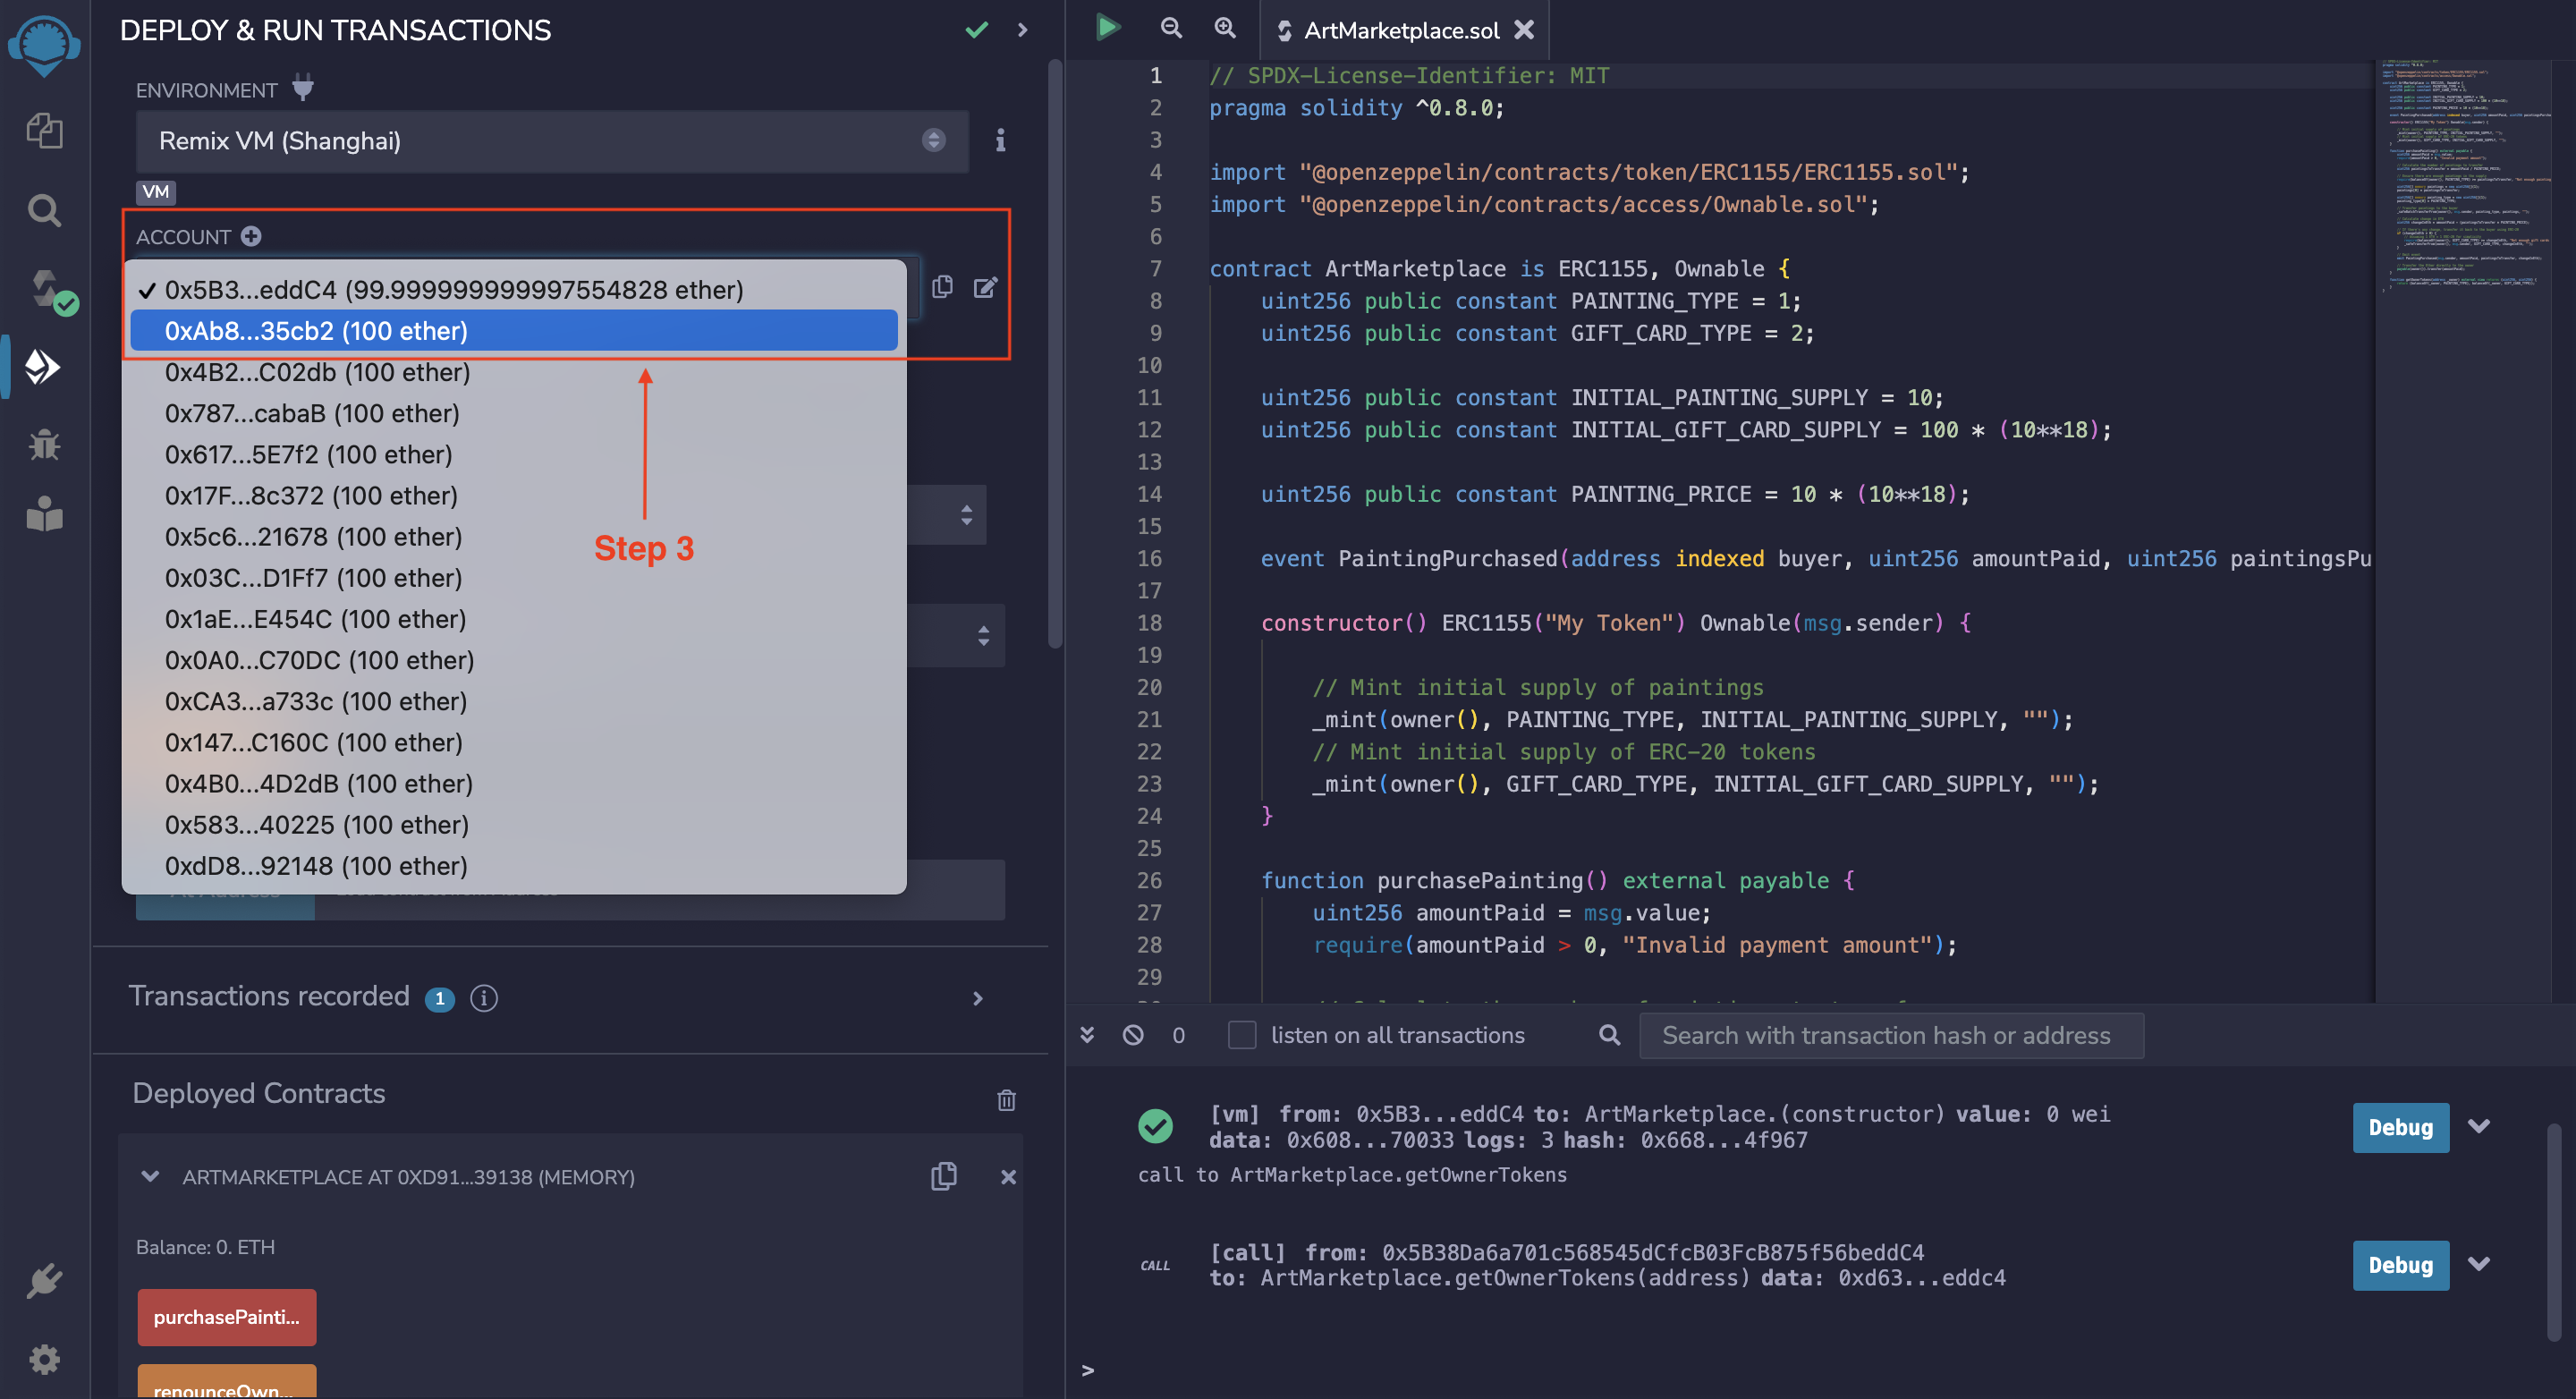 DEPLOY & RUN TRANSACTIONS
ENVIRONMENT
Remix VM (Shanghai)
VM
ACCOUNT
✓ 0x5B3...eddC4 (99.999999999997554828 ether)
0xAb8...35cb2 (100 ether)
0x4B2...C02db (100 ether)
0x787...cabaB (100 ether)
0x617...5E7f2 (100 ether)
0x17F...8c372 (100 ether)
0x5c6...21678 (100 ether)
0x03C...D1Ff7 (100 ether)
0x1aE...E454C (100 ether)
0x0A0...C70DC (100 ether)
0xCA3...a733c (100 ether)
0x147...C160C (100 ether)
0x4B0...4D2dB (100 ether)
0x583...40225 (100 ether)
0xdD8...92148 (100 ether)
Step 3
At Address
Transactions recorded 1
Deployed Contracts
ARTMARKETPLACE AT 0XD91...39138 (MEMORY)
Balance: 0. ETH
purchasePainti...
renounceOwn...
ArtMarketplace.sol
1 // SPDX-License-Identifier: MIT
2 pragma solidity ^0.8.0;
3
4 import "@openzeppelin/contracts/token/ERC1155/ERC1155.sol";
5 import "@openzeppelin/contracts/access/Ownable.sol";
6
7 contract ArtMarketplace is ERC1155, Ownable {
8 uint256 public constant PAINTING_TYPE = 1;
9 uint256 public constant GIFT_CARD_TYPE = 2;
10
11 uint256 public constant INITIAL_PAINTING_SUPPLY = 10;
12 uint256 public constant INITIAL_GIFT_CARD_SUPPLY = 100 * (10**18);
13
14 uint256 public constant PAINTING_PRICE = 10 * (10**18);
15
16 event PaintingPurchased(address indexed buyer, uint256 amountPaid, uint256 paintingsPu
17
18 constructor() ERC1155("My Token") Ownable(msg.sender) {
19
20 // Mint initial supply of paintings
21 _mint(owner(), PAINTING_TYPE, INITIAL_PAINTING_SUPPLY, "");
22 // Mint initial supply of ERC-20 tokens
23 _mint(owner(), GIFT_CARD_TYPE, INITIAL_GIFT_CARD_SUPPLY, "");
24 }
25
26 function purchasePainting() external payable {
27 uint256 amountPaid = msg.value;
28 require(amountPaid > 0, "Invalid payment amount");
29
0
listen on all transactions
Search with transaction hash or address
[vm] from: 0x5B3...eddC4 to: ArtMarketplace.(constructor) value: 0 wei
data: 0x608...70033 logs: 3 hash: 0x668...4f967
Debug
call to ArtMarketplace.getOwnerTokens
CALL
[call] from: 0x5B38Da6a701c568545dCfcB03FcB875f56beddC4
to: ArtMarketplace.getOwnerTokens(address) data: 0xd63...eddc4
Debug
>